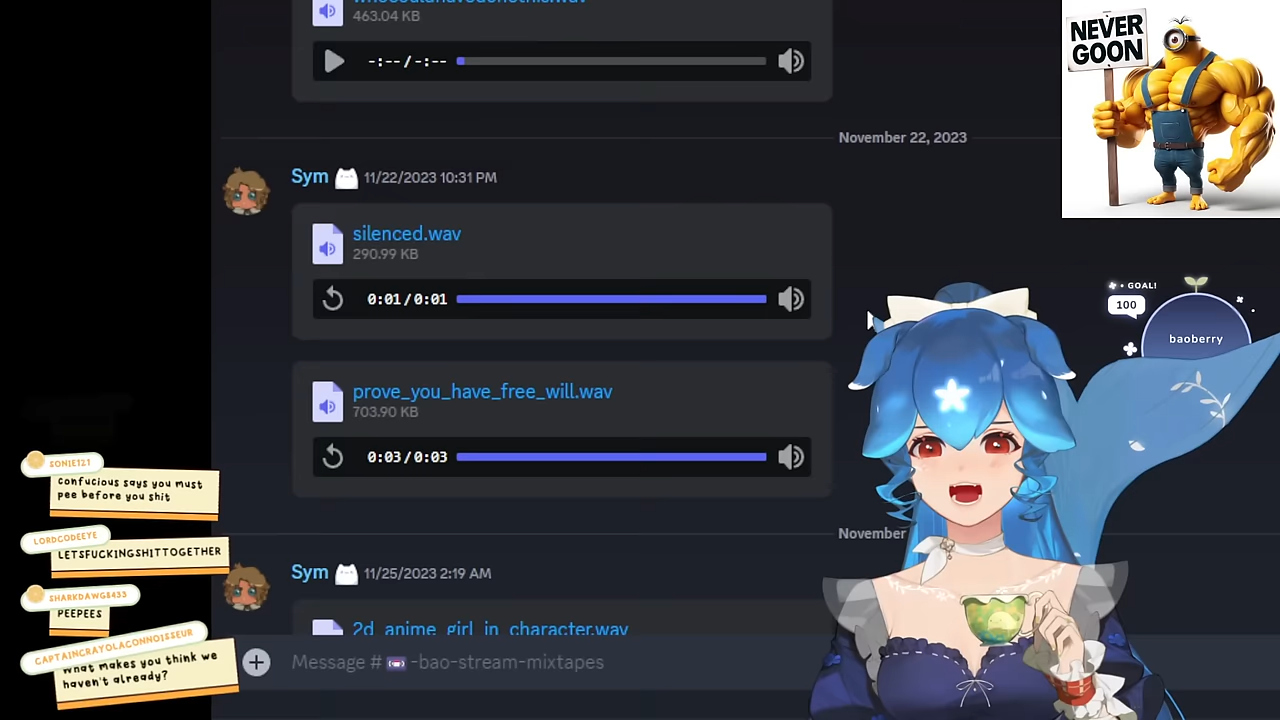 463.04 KB
-:-- / -:--
November 22, 2023
Sym 11/22/2023 10:31 PM
silenced.wav
290.99 KB
0:01/0:01
prove_you_have_free_will.wav
703.90 KB
0:03/0:03
November
Sym 11/25/2023 2:19 AM
2d_anime_girl_in_character.wav
Message # -bao-stream-mixtapes
NEVER
GOON
• GOAL!
100
baoberry
SONIE121
confucious says you must
pee before you shit
LORDGODEEYE
LETSFUCKINGSHITTOGETHER
SHARKDAWG8433
PEEPEES
CAPTAINCRAYOLACONNOISSEUR
What makes you think we
haven't already?